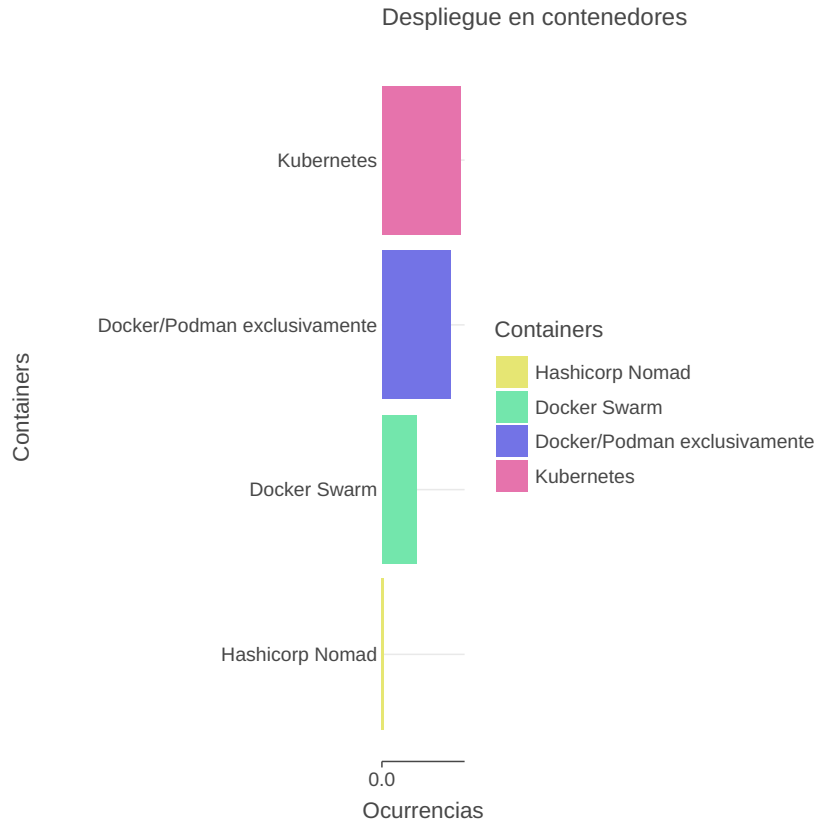 Despliegue en contenedores
Kubernetes
Docker/Podman exclusivamente
Docker Swarm
Hashicorp Nomad
Containers
0.0
Ocurrencias
Containers
Hashicorp Nomad
Docker Swarm
Docker/Podman exclusivamente
Kubernetes